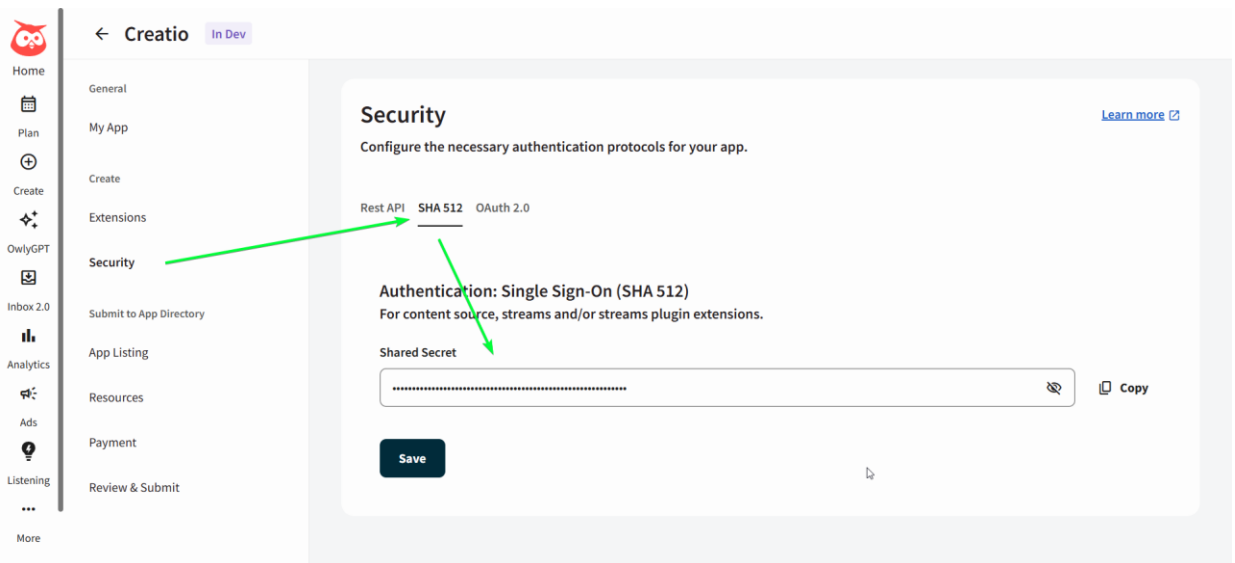 Creatio In Dev
Home
Plan
Create
OwlyGPT
Inbox 2.0
Analytics
Ads
Listening
More
General
My App
Create
Extensions
Security
Submit to App Directory
App Listing
Resources
Payment
Review & Submit
Security
Learn more
Configure the necessary authentication protocols for your app.
Rest API SHA 512 OAuth 2.0
Authentication: Single Sign-On (SHA 512)
For content source, streams and/or streams plugin extensions.
Shared Secret
Copy
Save